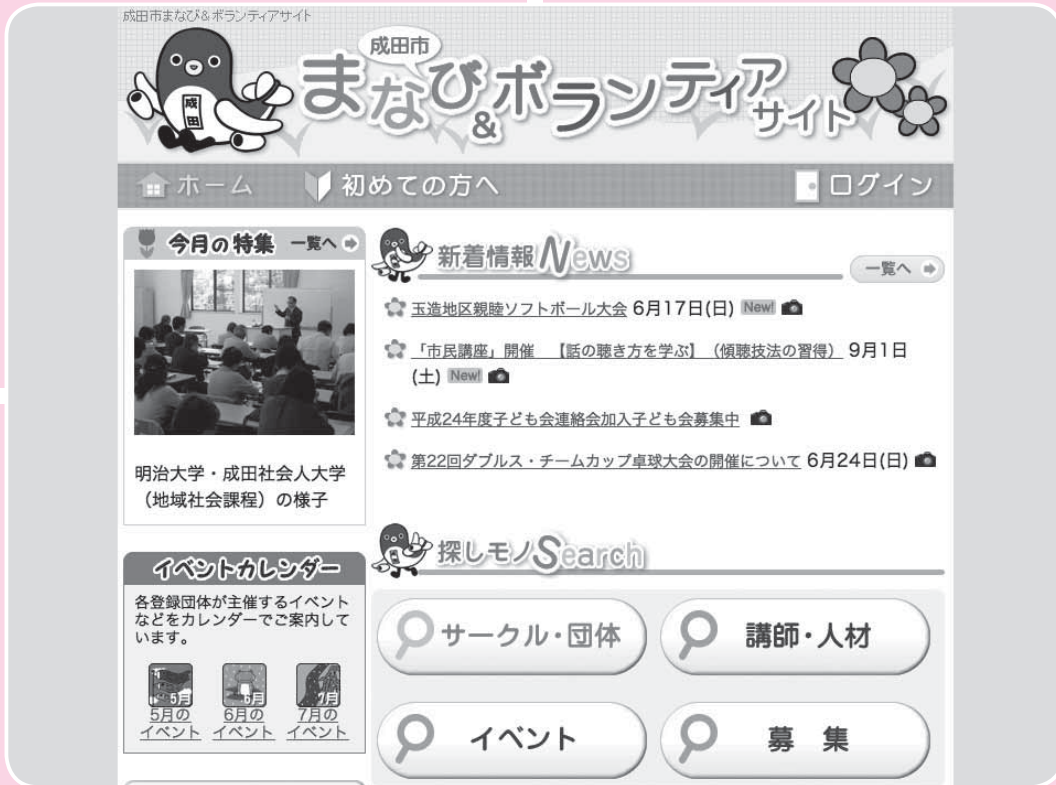 成田市まなび&ボランティアサイト
成田市
まなび&ボランティアサイト
成田
ホーム
初めての方へ
ログイン
今月の特集 一覧へ
明治大学・成田社会人大学
（地域社会課程）の様子
イベントカレンダー
各登録団体が主催するイベント
などをカレンダーでご案内して
います。
5月 6月 7月
5月の 6月の 7月の
イベント イベント イベント
新着情報News
一覧へ
玉造地区親睦ソフトボール大会 6月17日(日) New!
「市民講座」開催　【話の聴き方を学ぶ】（傾聴技法の習得） 9月1日
(土) New!
平成24年度子ども会連絡会加入子ども会募集中
第22回ダブルス・チームカップ卓球大会の開催について 6月24日(日)
探しモノSearch
サークル・団体
講師・人材
イベント
募　集